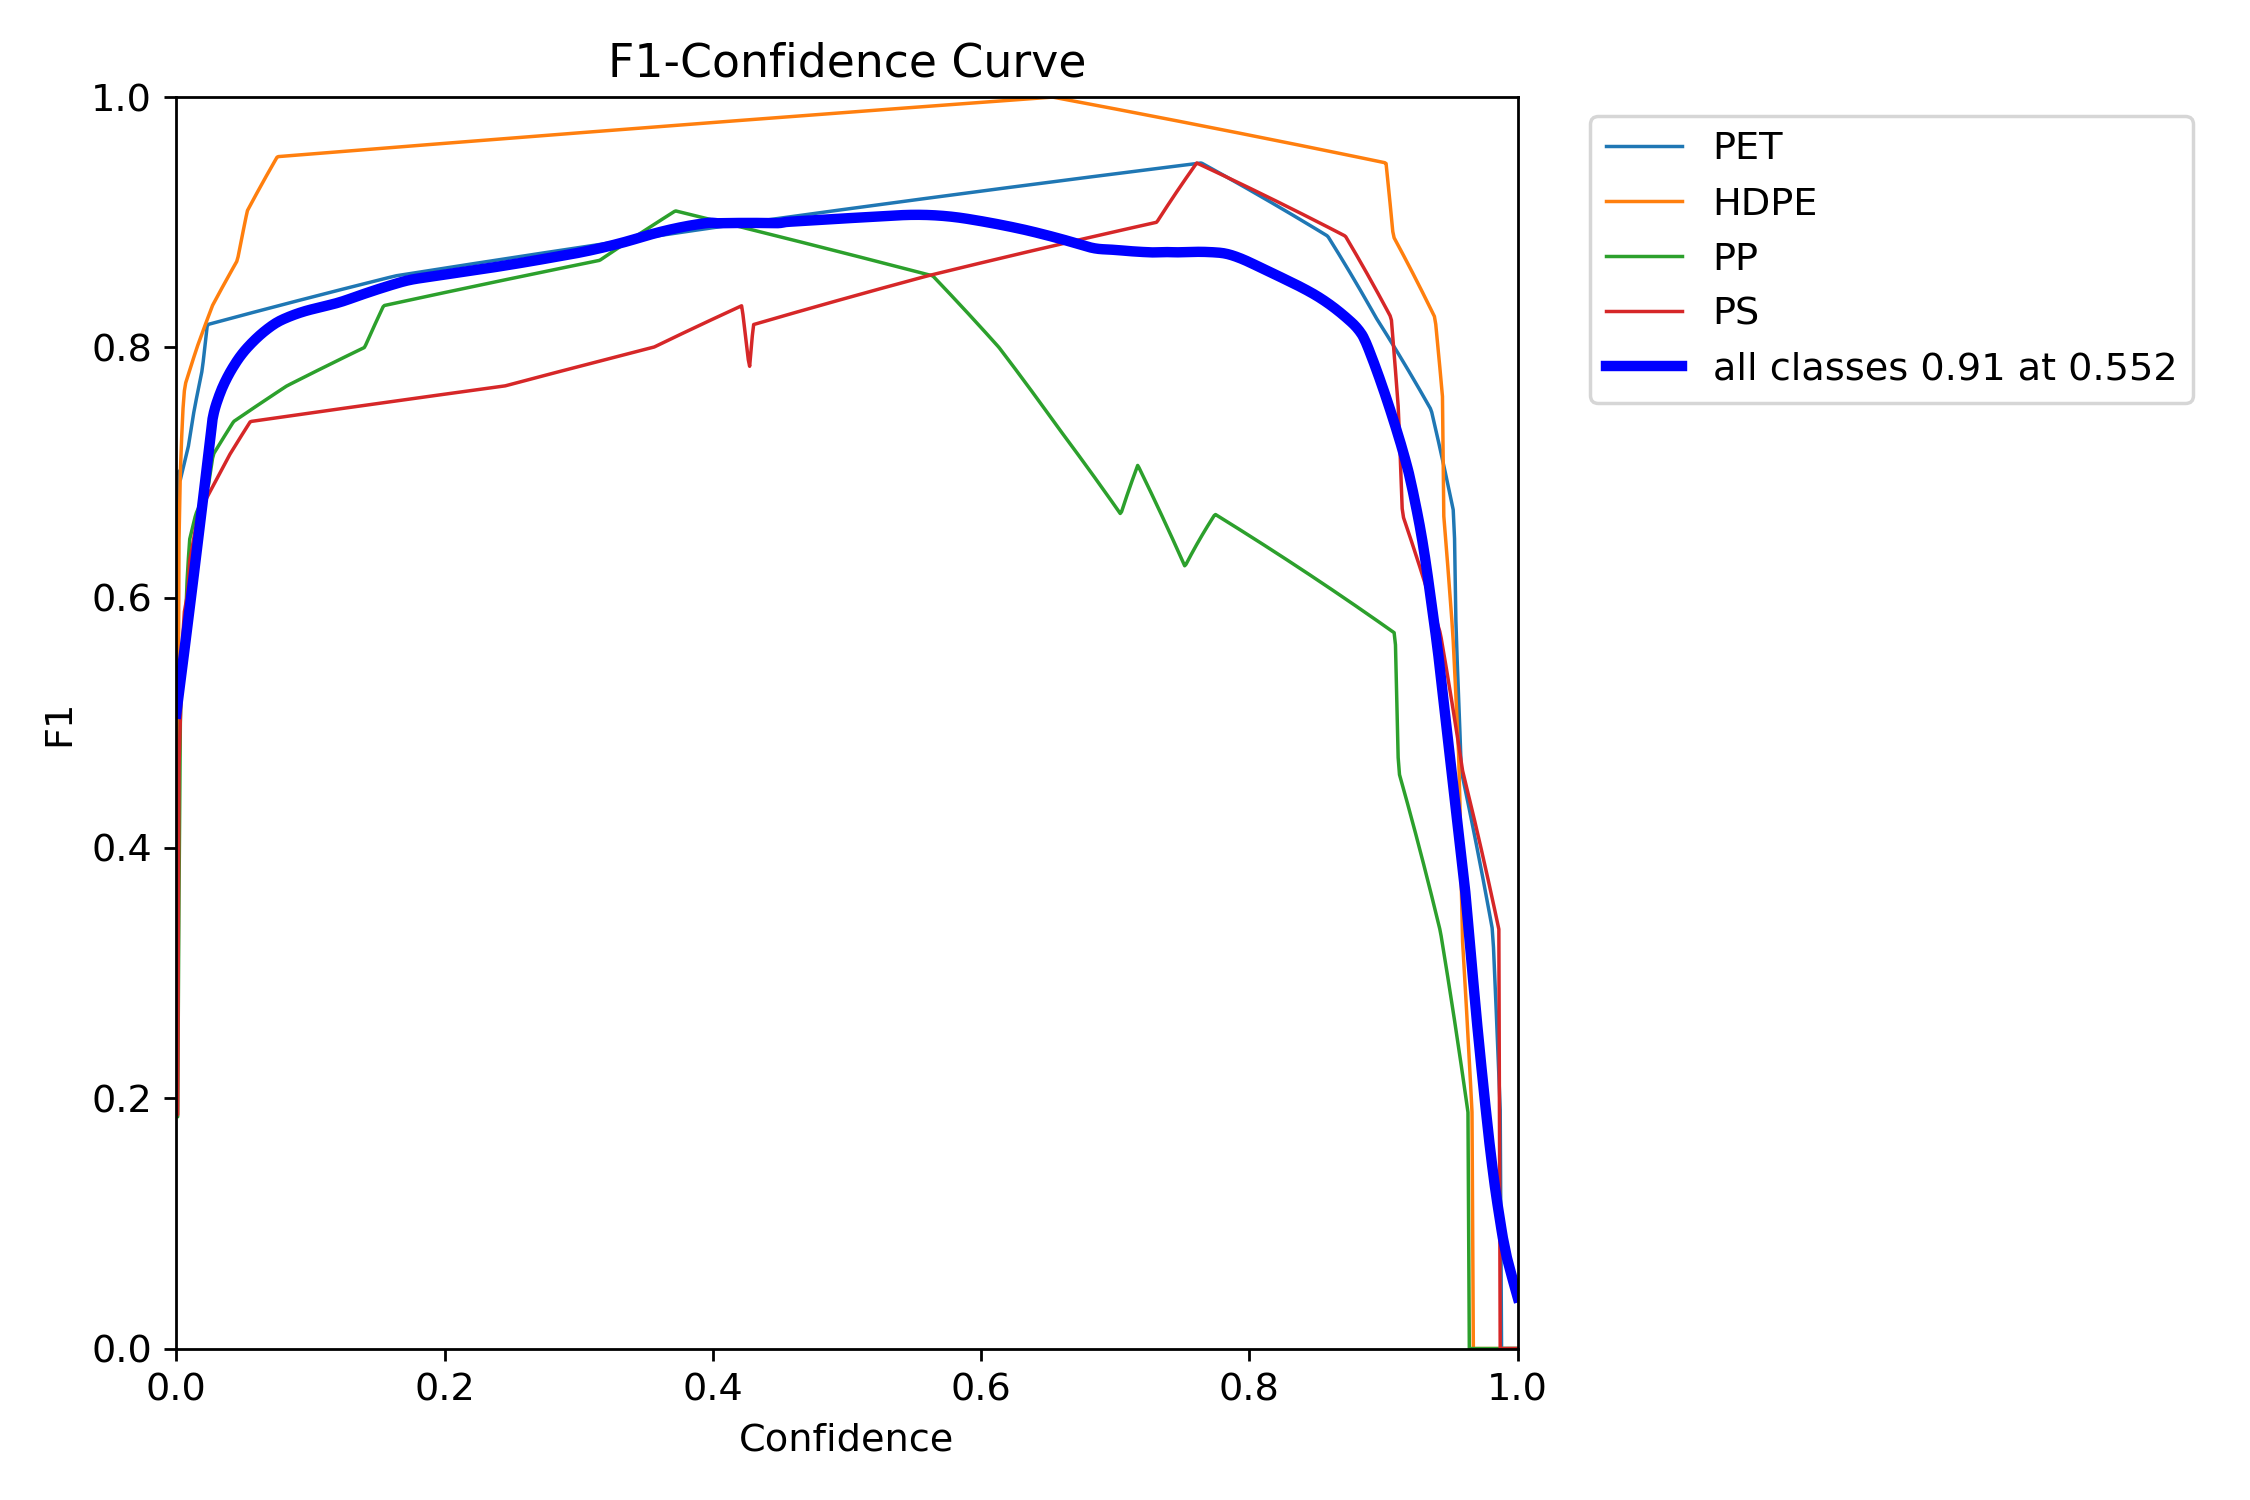 F1-Confidence Curve
1.0
0.8
0.6
0.4
0.2
0.0
F1
0.0 0.2 0.4 0.6 0.8 1.0
Confidence
PET
HDPE
PP
PS
all classes 0.91 at 0.552